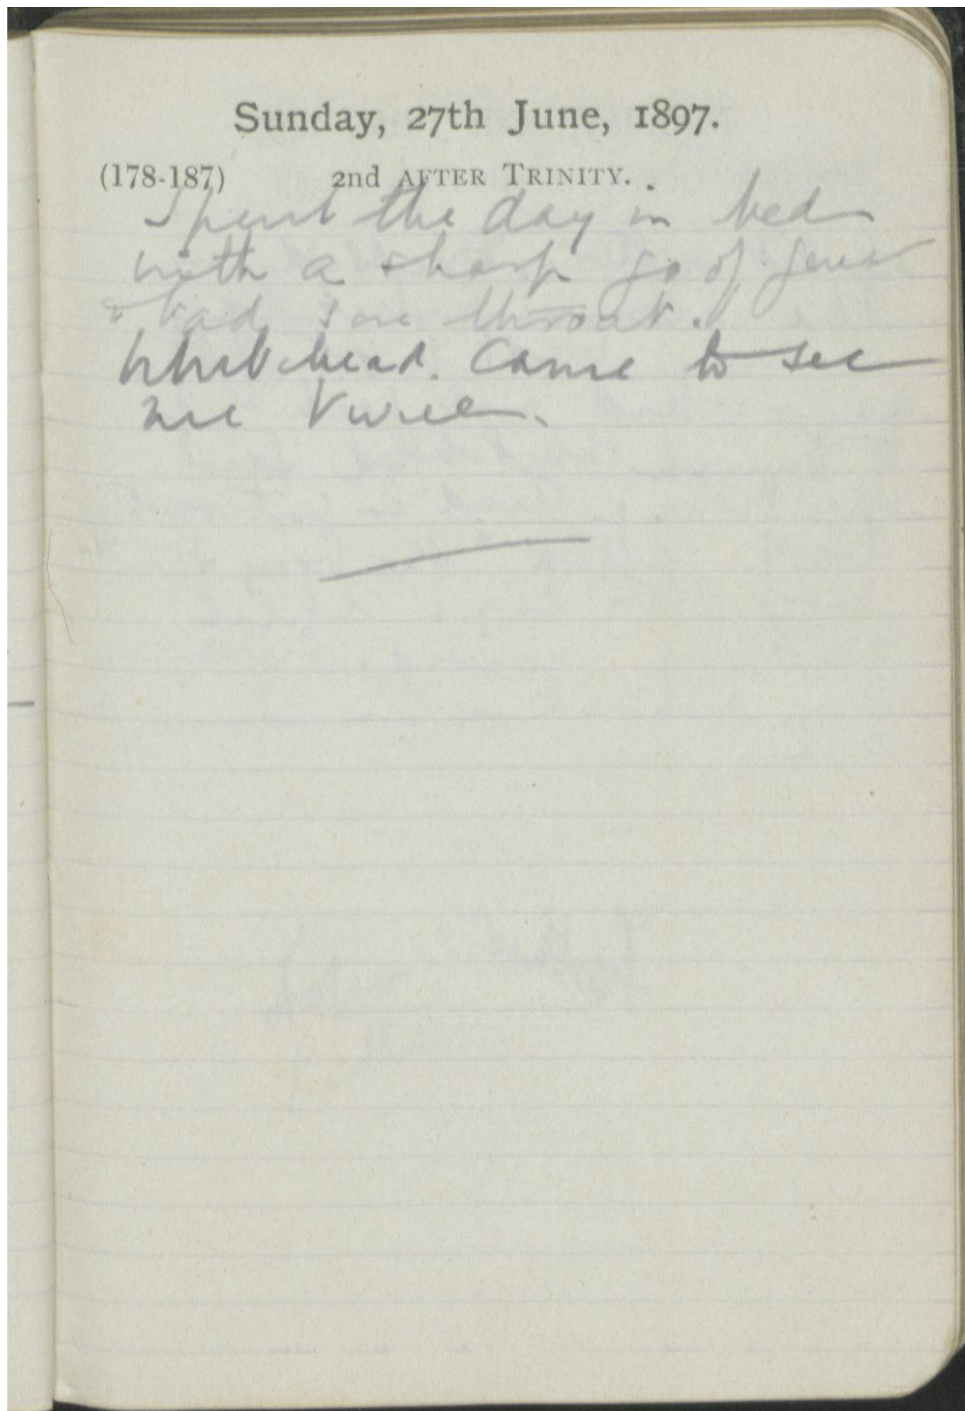 Sunday, 27th June, 1897.
(178-187) 2nd AFTER TRINITY.
Spent the day in bed
with a sharp go of fever
& bad sore throat.
Whitehead. Came to see
me twice.